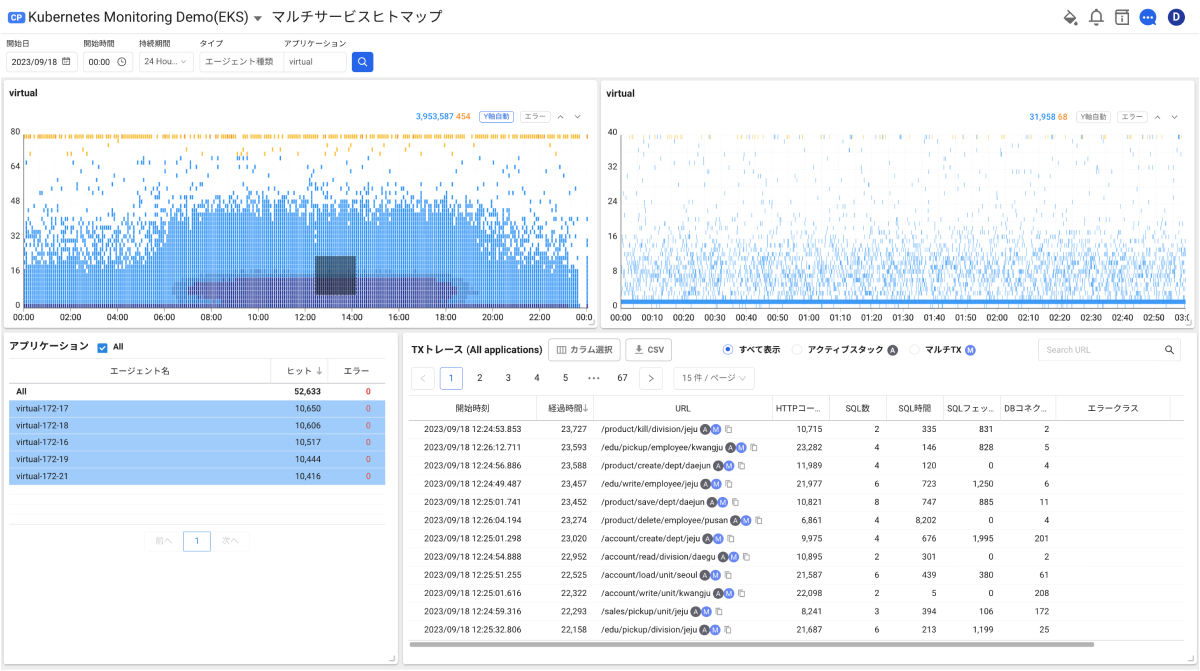 CP Kubernetes Monitoring Demo(EKS) マルチサービスヒトマップ D
開始日 開始時間 持続期間 タイプ アプリケーション
2023/09/18 00:00 24 Hou... エージェント種類 virtual
virtual
3,953,587 454 Y軸自動 エラー
80
64
48
32
16
0
00:00 02:00 04:00 06:00 08:00 10:00 12:00 14:00 16:00 18:00 20:00 22:00 00:0
virtual
31,958 68 Y軸自動 エラー
40
32
24
16
8
0
00:00 00:10 00:20 00:30 00:40 00:50 01:00 01:10 01:20 01:30 01:40 01:50 02:00 02:10 02:20 02:30 02:40 02:50 03:0
アプリケーション All
エージェント名 ヒット ↓ エラー
All 52,633 0
virtual-172-17 10,650 0
virtual-172-18 10,606 0
virtual-172-16 10,517 0
virtual-172-19 10,444 0
virtual-172-21 10,416 0
前へ 1 次へ
TXトレース (All applications) カラム選択 CSV すべて表示 アクティブスタック A マルチTX M Search URL
< 1 2 3 4 5 ••• 67 > 15 件 / ページ
開始時刻 経過時間↓ URL HTTPコー... SQL数 SQL時間 SQLフェッ... DBコネク... エラークラス
2023/09/18 12:24:53.853 23,727 /product/kill/division/jeju A M 10,715 2 335 831 2
2023/09/18 12:26:12.711 23,593 /edu/pickup/employee/kwangju A M 23,282 4 146 828 5
2023/09/18 12:24:56.886 23,588 /product/create/dept/daejun A M 11,989 4 120 0 4
2023/09/18 12:24:49.487 23,457 /edu/write/employee/jeju A M 21,977 6 723 1,250 6
2023/09/18 12:25:01.741 23,452 /product/save/dept/daejun A M 10,821 8 747 885 11
2023/09/18 12:26:04.194 23,274 /product/delete/employee/pusan A M 6,861 4 8,202 0 4
2023/09/18 12:25:01.298 23,020 /account/create/dept/jeju A M 9,975 4 676 1,995 201
2023/09/18 12:24:54.888 22,952 /account/read/division/daegu A M 10,895 2 301 0 2
2023/09/18 12:25:51.255 22,525 /account/load/unit/seoul A M 21,587 6 439 380 61
2023/09/18 12:25:01.616 22,322 /account/write/unit/kwangju A M 22,098 2 5 0 208
2023/09/18 12:24:59.316 22,293 /sales/pickup/unit/jeju A M 8,241 3 394 106 172
2023/09/18 12:25:32.806 22,158 /edu/pickup/division/jeju A M 21,687 6 213 1,199 25